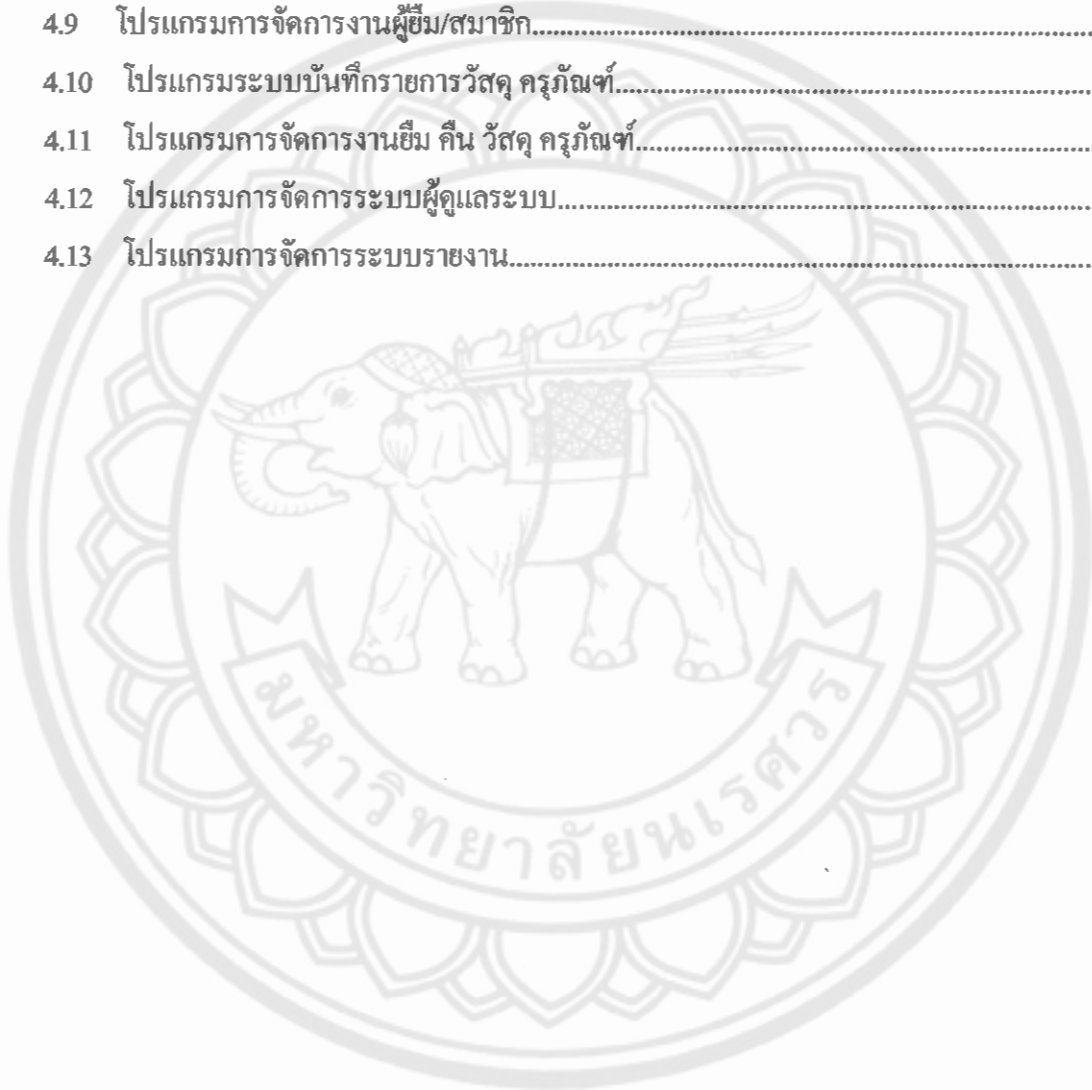 4.9 โปรแกรมการจัดการงานผู้ยืม/สมาชิก........................................................................
4.10 โปรแกรมระบบบันทึกรายการวัสดุ ครุภัณฑ์...............................................................
4.11 โปรแกรมการจัดการงานยืม คืน วัสดุ ครุภัณฑ์............................................................
4.12 โปรแกรมการจัดการระบบผู้ดูแลระบบ......................................................................
4.13 โปรแกรมการจัดการระบบรายงาน...........................................................................
มหาวิทยาลัยนเรศวร